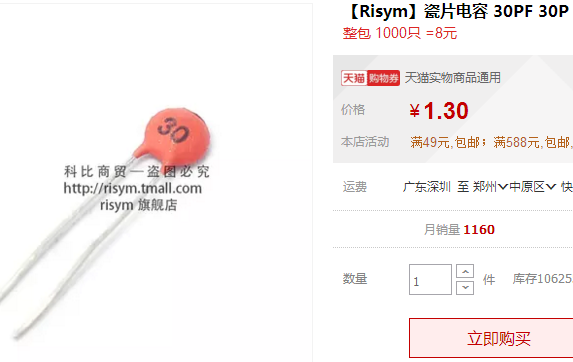 【Risym】瓷片电容 30PF 30P
整包 1000只 =8元
天猫 购物券 天猫实物商品通用
价格 ¥1.30
本店活动 满49元,包邮；满588元,包邮,
运费 广东深圳 至 郑州 中原区 快
月销量 1160
数量 1 件 库存10625
立即购买
30
科比商贸—盗图必究
http://risym.tmall.com
risym 旗舰店